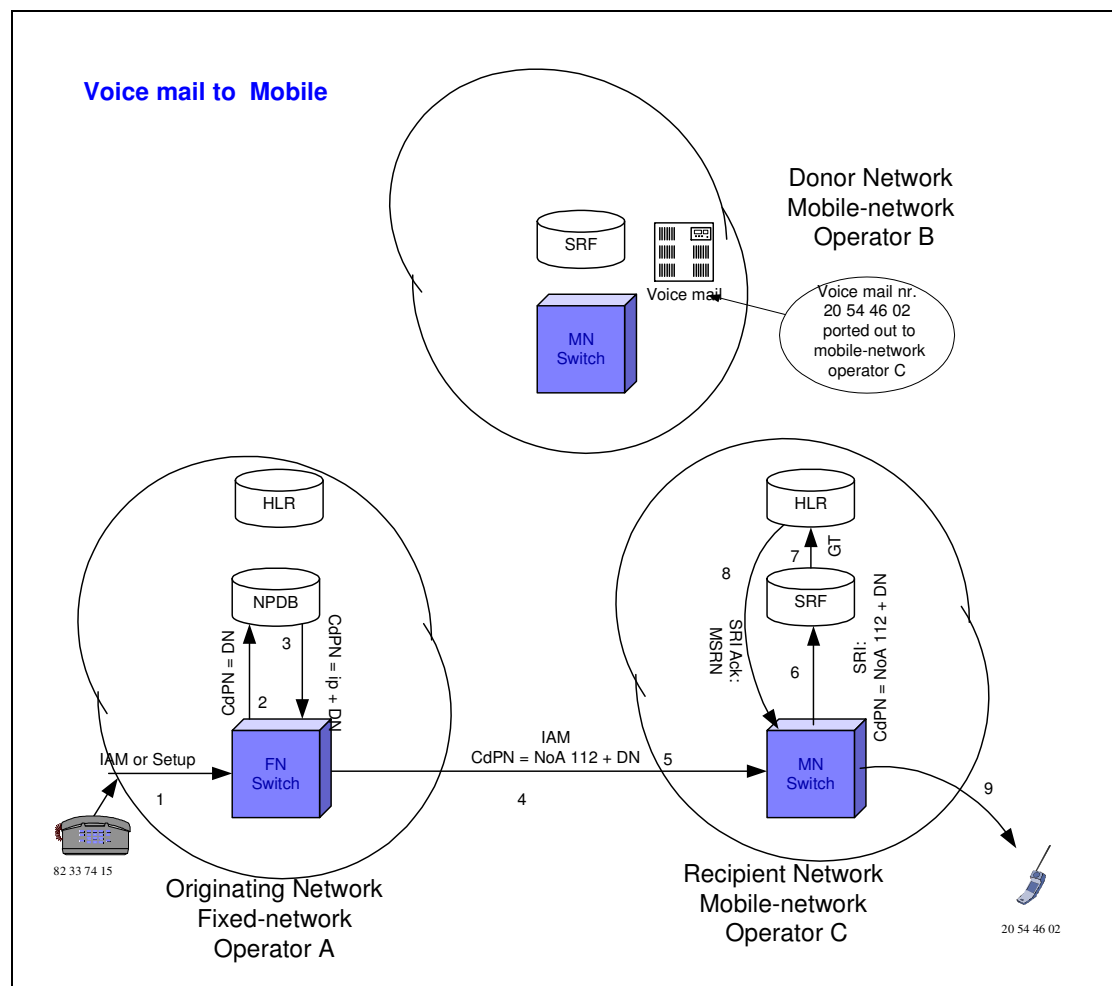 Voice mail to Mobile
Donor Network
Mobile-network
Operator B
SRF
Voice mail
MN
Switch
Voice mail nr.
20 54 46 02
ported out to
mobile-network
operator C
HLR
NPDB
CdPN = DN
2
3
CdPN = ip + DN
IAM or Setup
1
FN
Switch
82 33 74 15
Originating Network
Fixed-network
Operator A
IAM
CdPN = NoA 112 + DN
4
5
HLR
7
GT
8
SRF
SRI Ack:
MSRN
6
SRI:
CdPN = NoA 112 + DN
MN
Switch
9
Recipient Network
Mobile-network
Operator C
20 54 46 02